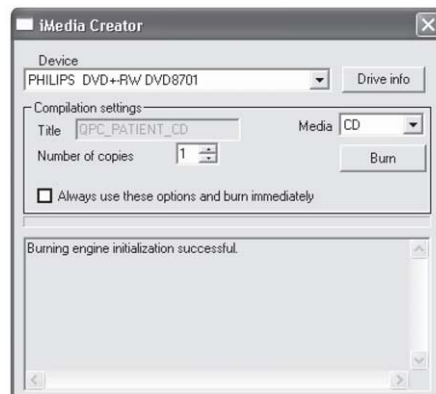 iMedia Creator
Device
PHILIPS DVD+-RW DVD8701
Drive info
Compilation settings
Title QPC_PATIENT_CD
Media CD
Number of copies 1
Burn
Always use these options and burn immediately
Burning engine initialization successful.